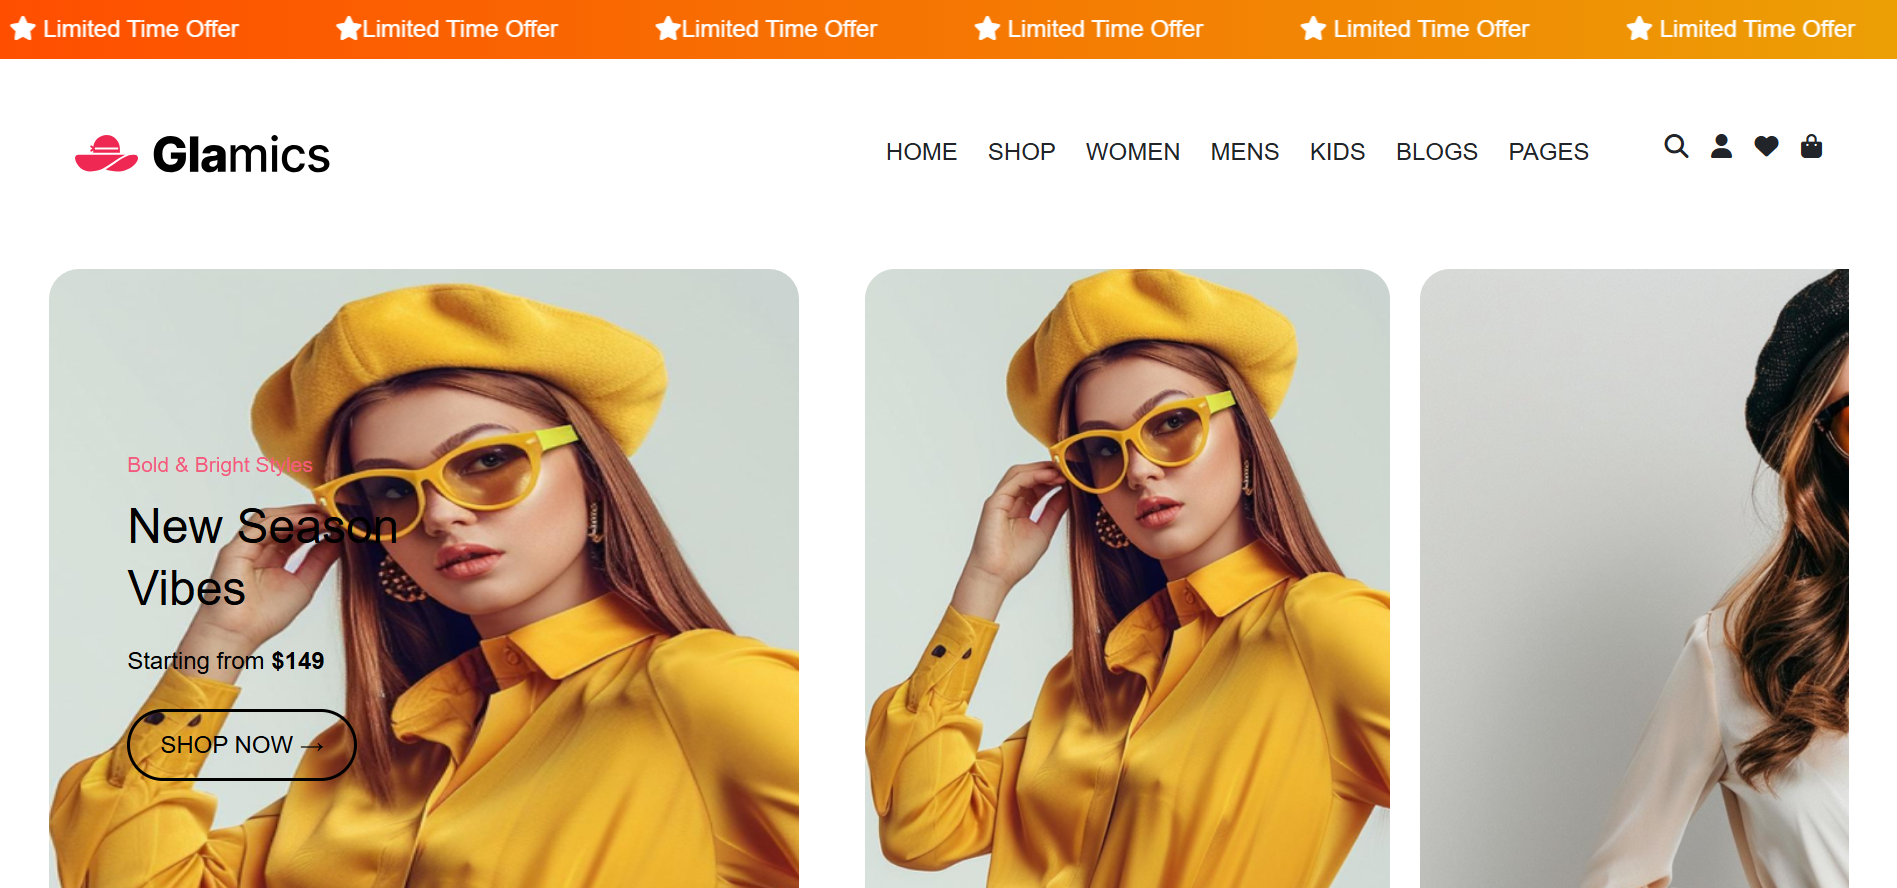 Limited Time Offer Limited Time Offer Limited Time Offer Limited Time Offer Limited Time Offer Limited Time Offer
Glamics HOME SHOP WOMEN MENS KIDS BLOGS PAGES
Bold & Bright Styles
New Season
Vibes
Starting from $149
SHOP NOW →